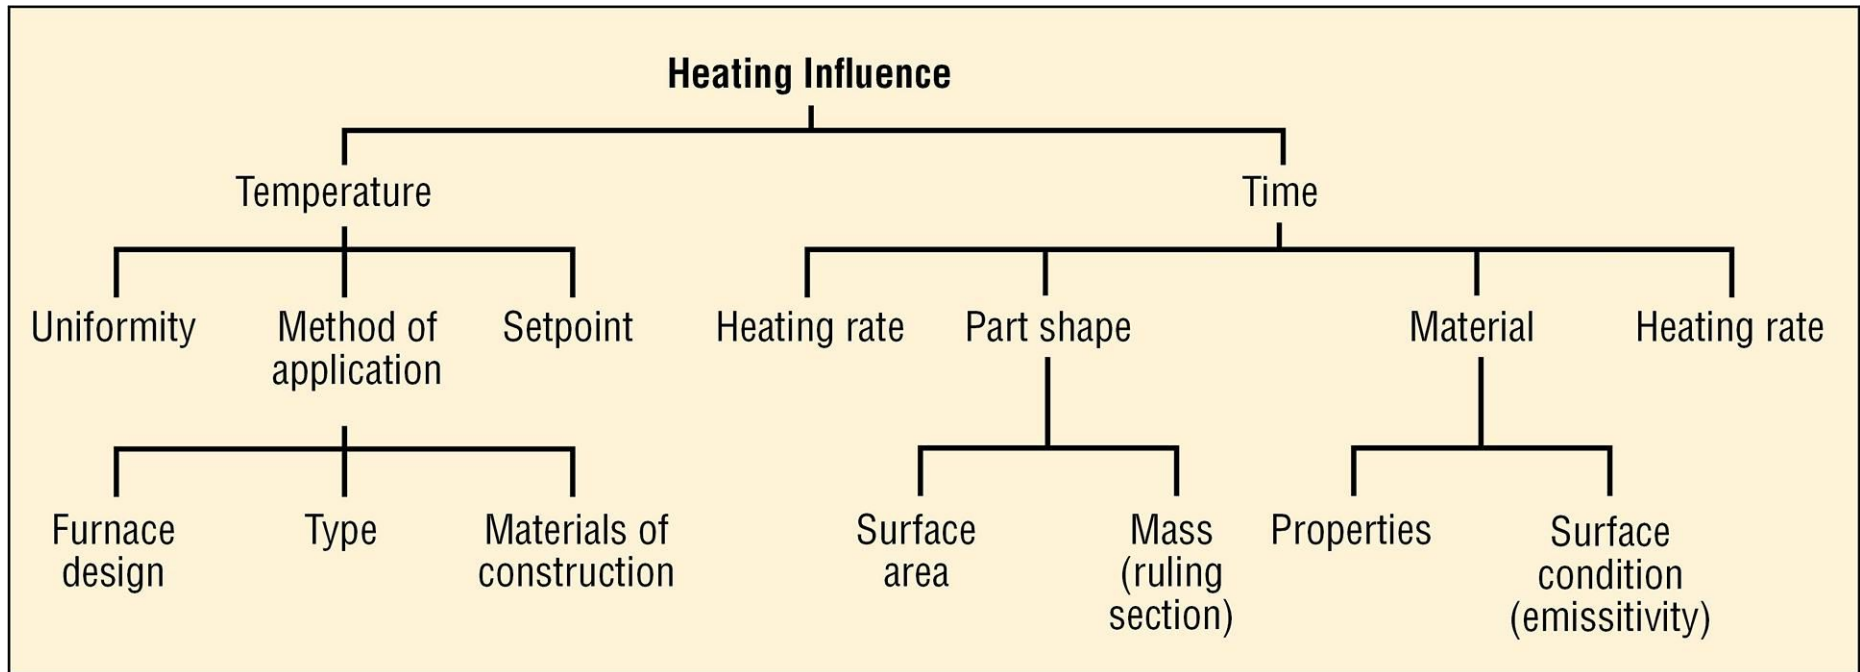 Heating Influence
Temperature
Time
Uniformity
Method of
application
Setpoint
Heating rate
Part shape
Material
Heating rate
Furnace
design
Type
Materials of
construction
Surface
area
Mass
(ruling
section)
Properties
Surface
condition
(emissitivity)